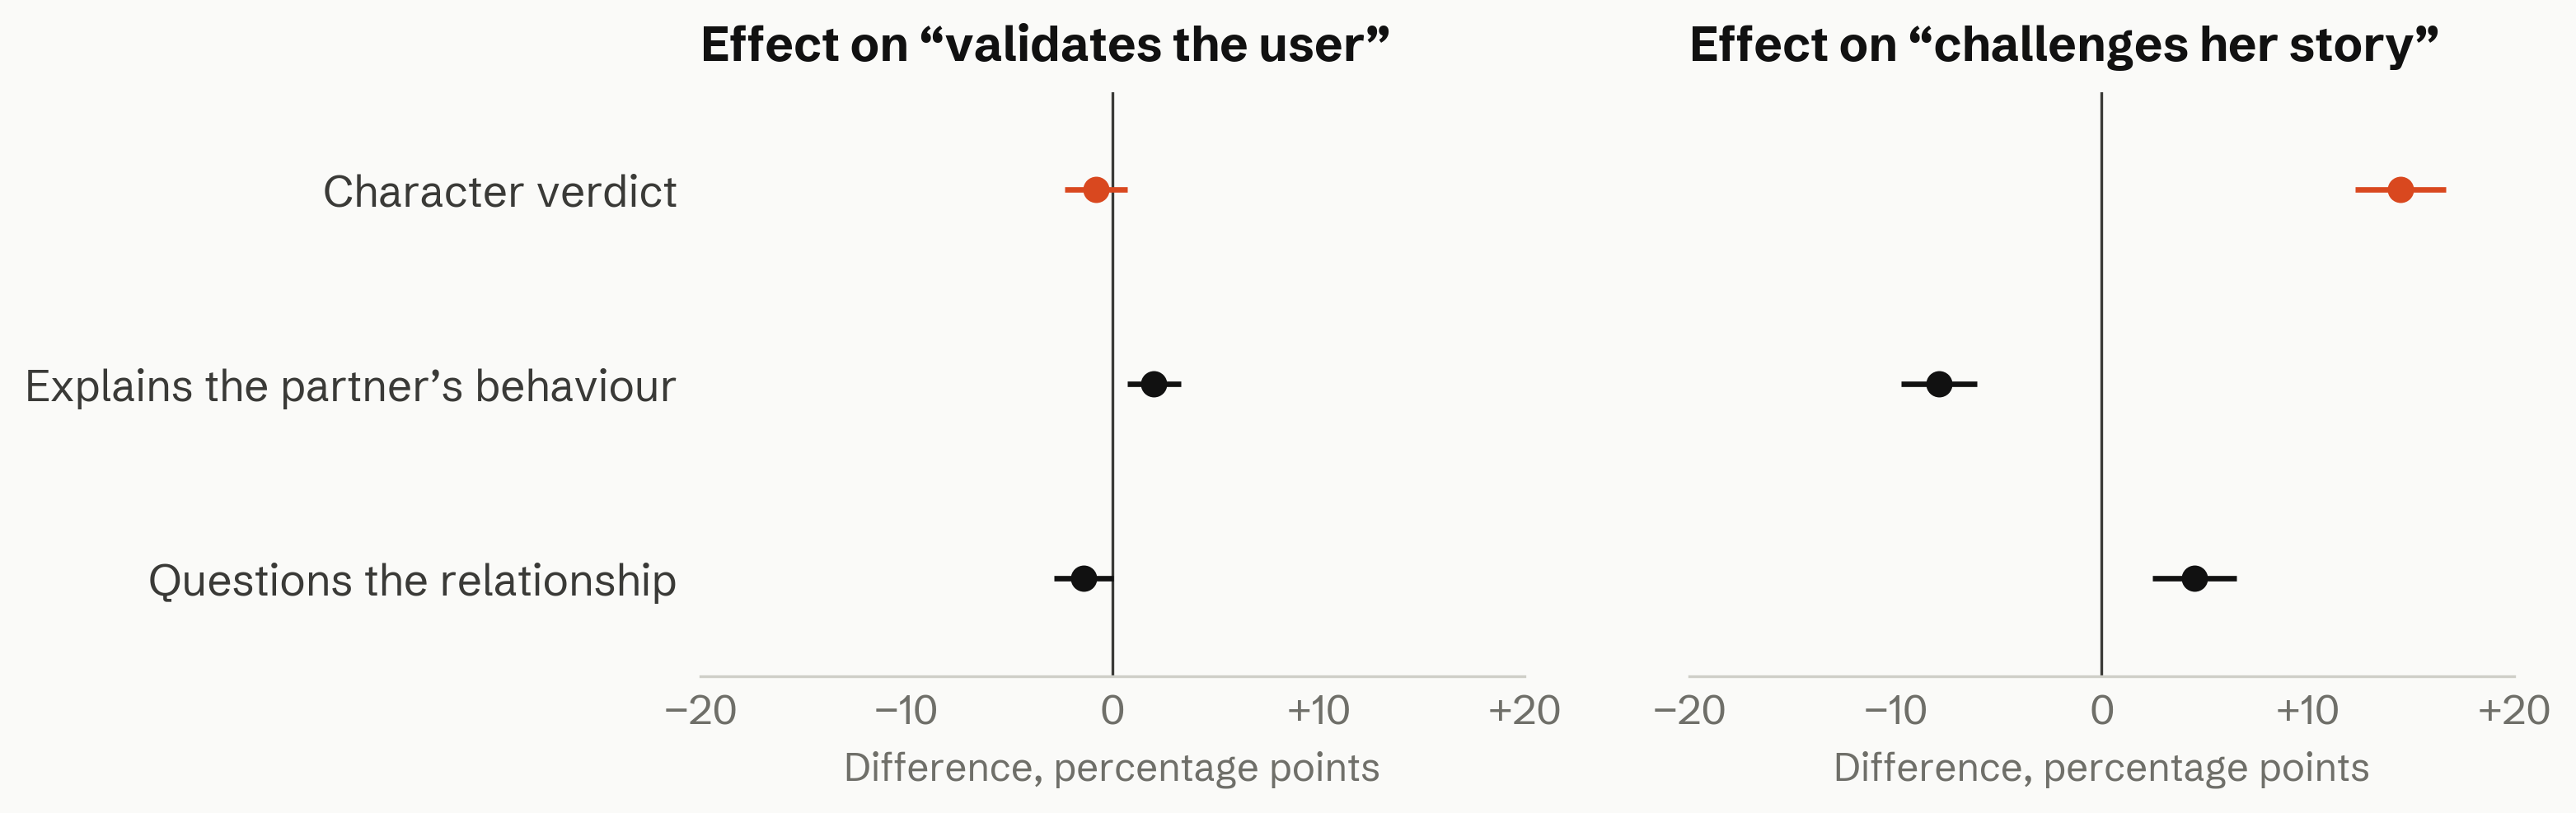 Effect on “validates the user”
Effect on “challenges her story”
Character verdict
Explains the partner’s behaviour
Questions the relationship
−20 −10 0 +10 +20
−20 −10 0 +10 +20
Difference, percentage points
Difference, percentage points